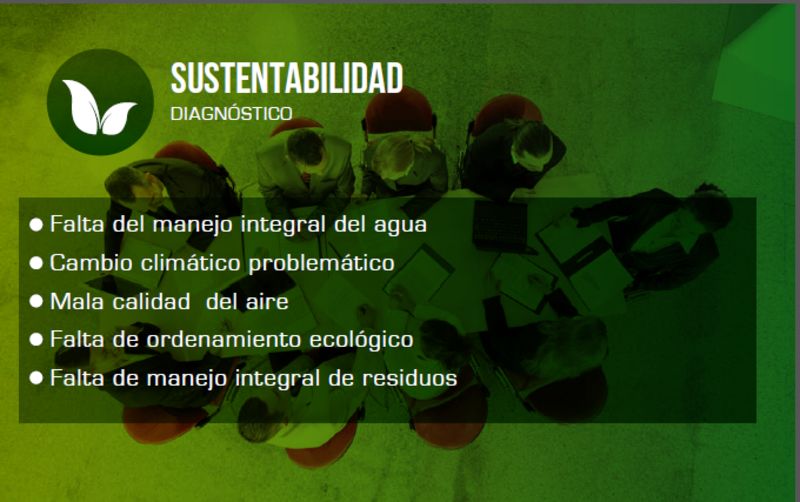 SUSTENTABILIDAD
DIAGNÓSTICO
Falta del manejo integral del agua
Cambio climático problemático
Mala calidad del aire
Falta de ordenamiento ecológico
Falta de manejo integral de residuos